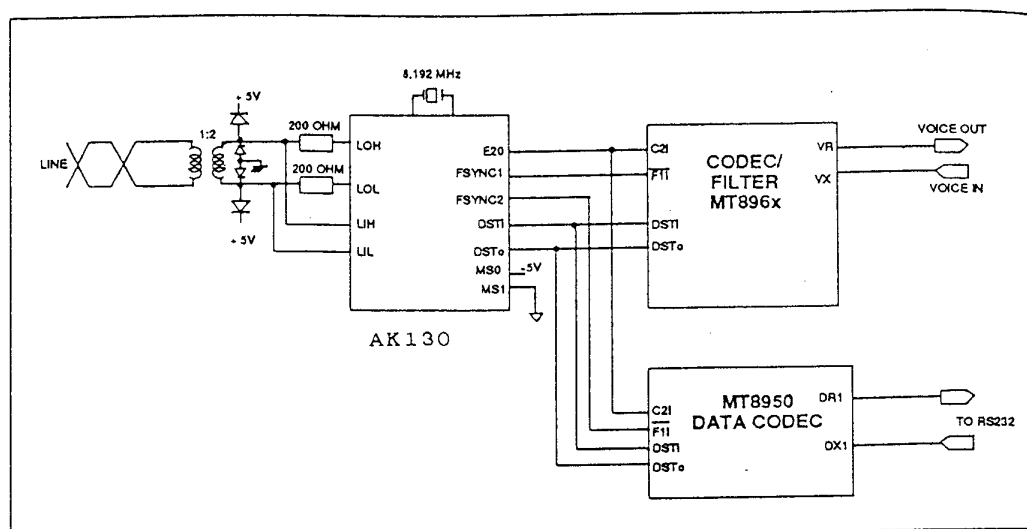 8.192 MHz
+ 5V
1:2
200 OHM
LINE
200 OHM
+ 5V
LOH
LOL
LIH
LIL
E20
FSYNC1
FSYNC2
DSTI
DSTo
MS0
-5V
MS1
AK130
C2I
F1I
DSTI
DSTo
CODEC/
FILTER
MT896x
VR
VX
VOICE OUT
VOICE IN
C2I
F1I
DSTI
DSTo
MT8950
DATA CODEC
DR1
DX1
TO RS232